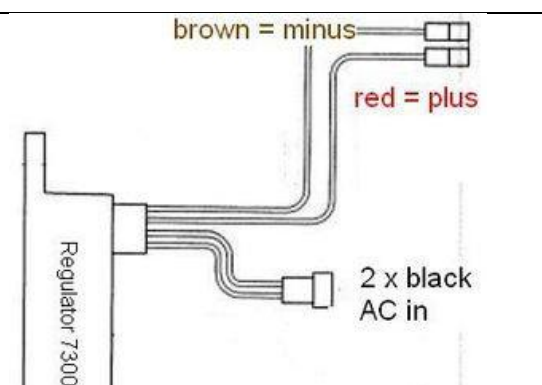 brown = minus
red = plus
2 x black
AC in
Regulator 7300